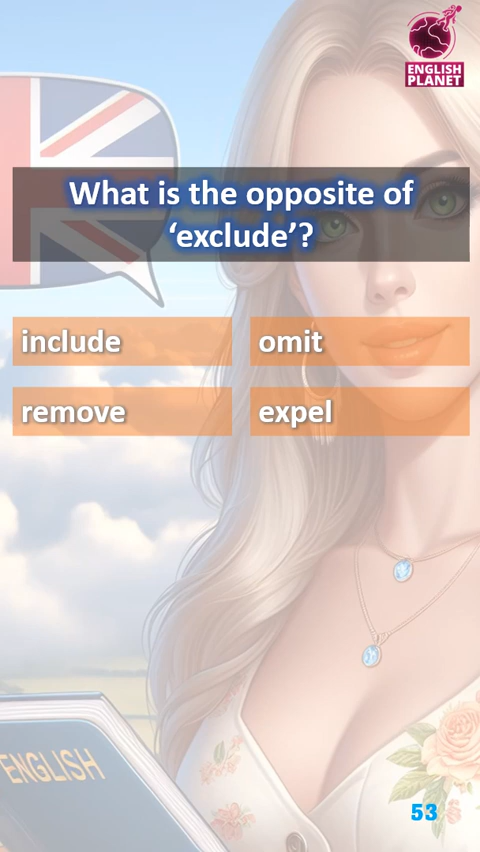 ENGLISH
PLANET
What is the opposite of
‘exclude’?
include
omit
remove
expel
ENGLISH
53